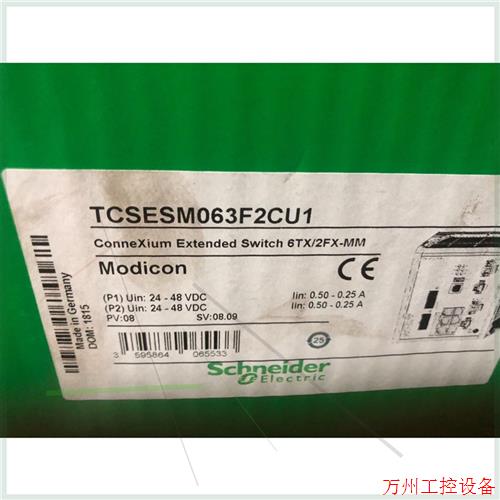 TCSESM063F2CU1
ConneXium Extended Switch 6TX/2FX-MM
Modicon
CE
(P1) Uin: 24 - 48 VDC
Iin: 0.50 - 0.25 A
(P2) Uin: 24 - 48 VDC
Iin: 0.50 - 0.25 A
PV:08
SV:08.09
Made in Germany
DOM: 1815
3 595864 065533
25
Schneider
Electric
万州工控设备